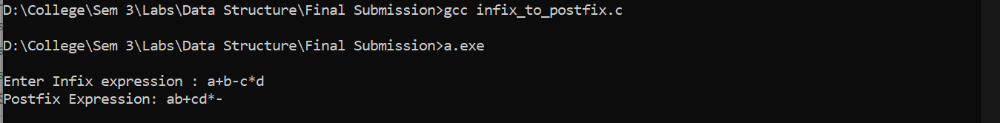 D:\College\Sem 3\Labs\Data Structure\Final Submission>gcc infix_to_postfix.c
D:\College\Sem 3\Labs\Data Structure\Final Submission>a.exe
Enter Infix expression : a+b-c*d
Postfix Expression: ab+cd*-